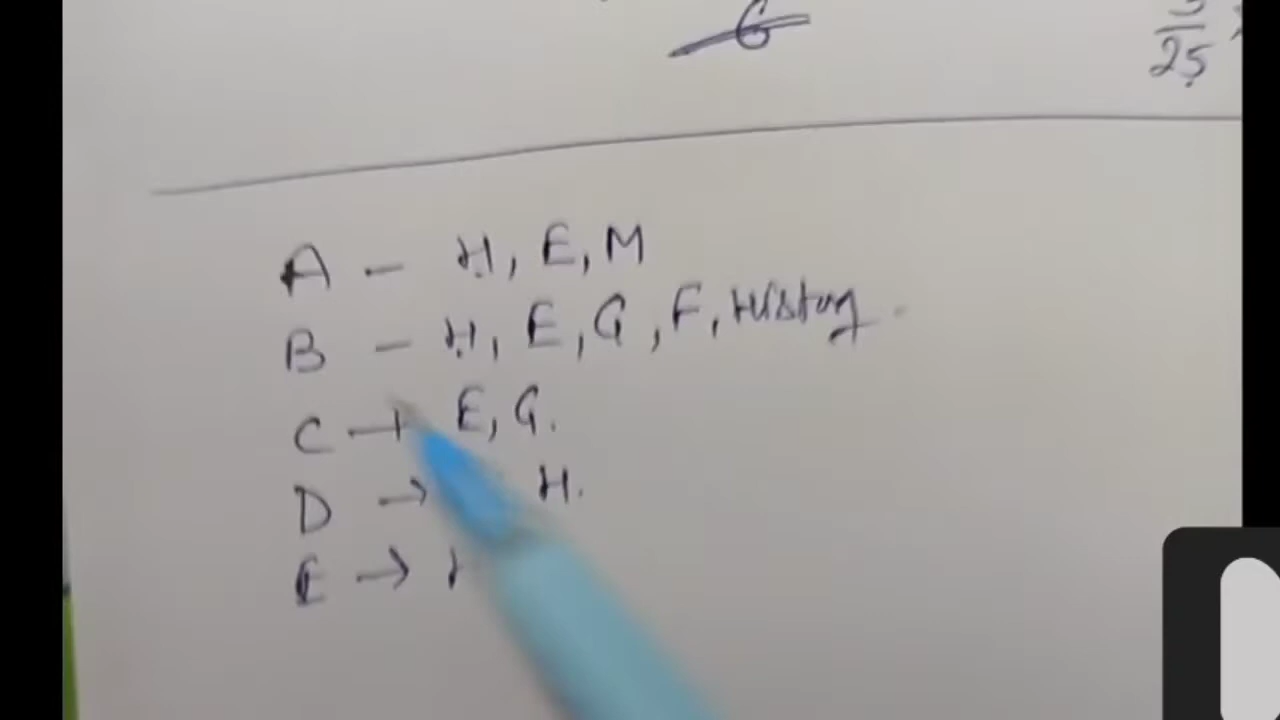 6
25
A - H, E, M
B - H, E, G, F, History.
C → E, G.
D → H.
E →